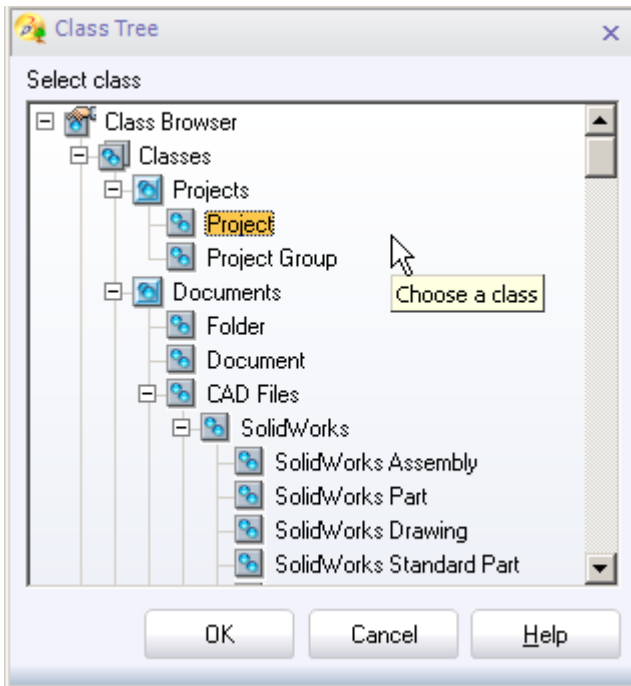 Class Tree
Select class
Class Browser
Classes
Projects
Project
Project Group
Documents
Choose a class
Folder
Document
CAD Files
SolidWorks
SolidWorks Assembly
SolidWorks Part
SolidWorks Drawing
SolidWorks Standard Part
OK Cancel Help